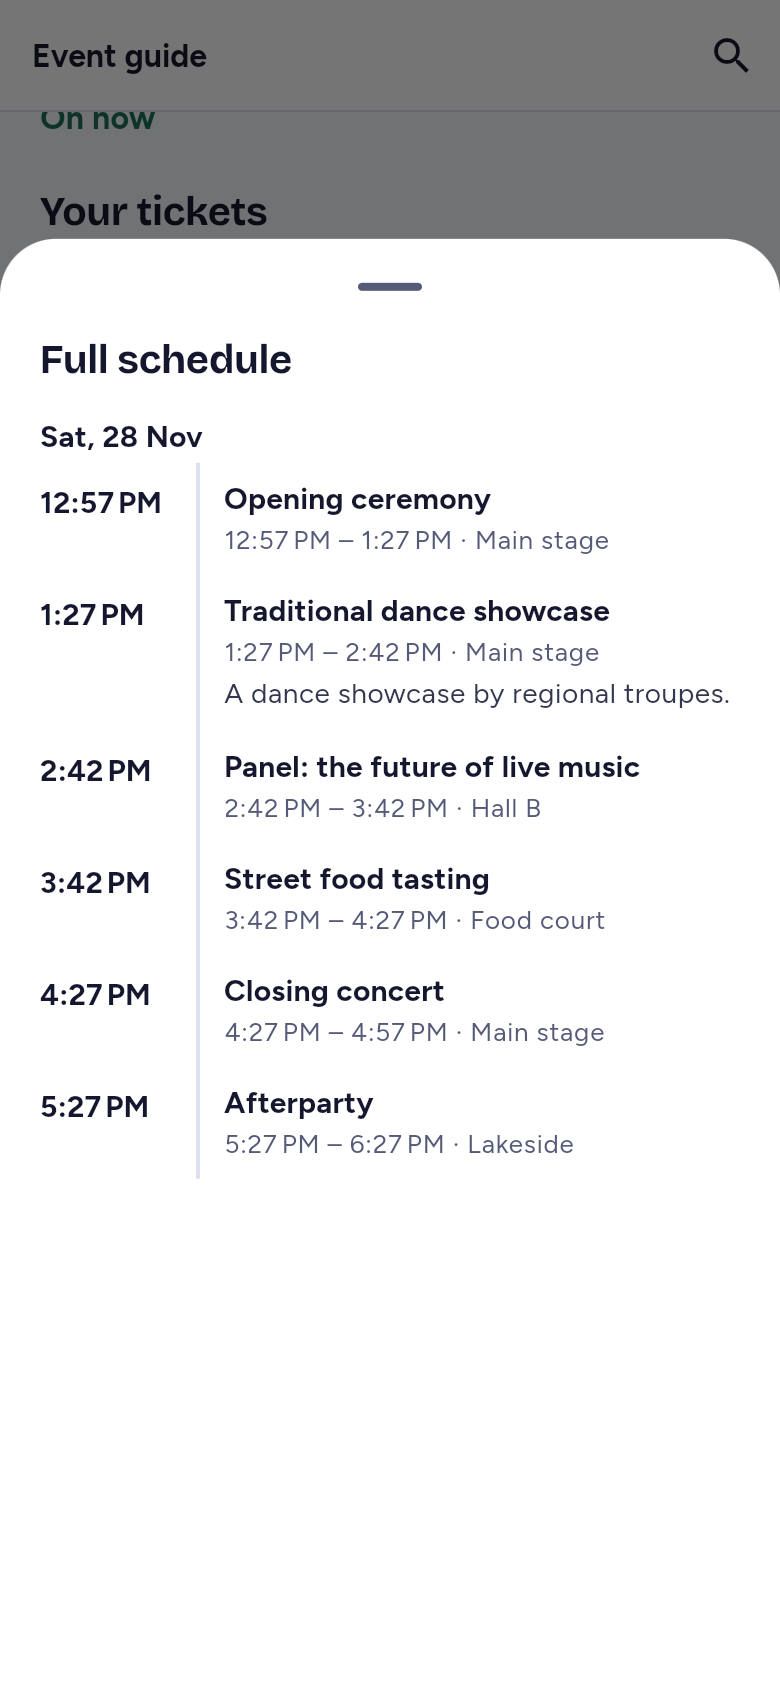 Event guide
On now
Your tickets
Full schedule
Sat, 28 Nov
12:57 PM
Opening ceremony
12:57 PM – 1:27 PM · Main stage
1:27 PM
Traditional dance showcase
1:27 PM – 2:42 PM · Main stage
A dance showcase by regional troupes.
2:42 PM
Panel: the future of live music
2:42 PM – 3:42 PM · Hall B
3:42 PM
Street food tasting
3:42 PM – 4:27 PM · Food court
4:27 PM
Closing concert
4:27 PM – 4:57 PM · Main stage
5:27 PM
Afterparty
5:27 PM – 6:27 PM · Lakeside